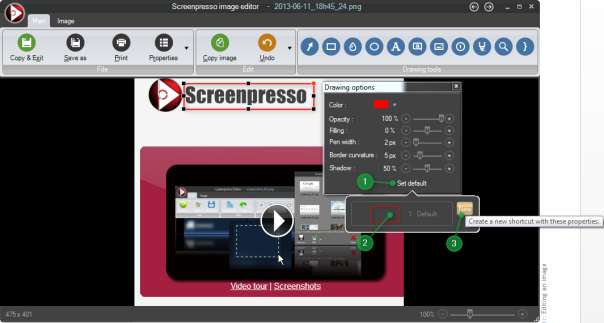 Screenpresso image editor - 2013-06-11_18h45_24.png
Main Image
Copy & Exit Save as Print Properties Copy image Undo
File Edit Drawing tools
Screenpresso
Drawing options
Color :
Opacity : 100 %
Filling : 0 %
Pen width : 2 px
Border curvature : 5 px
Shadow : 50 %
1 Set default
1 Default
Create a new shortcut with these properties.
2 3
Video tour | Screenshots
Editing an image
475 x 401 100%